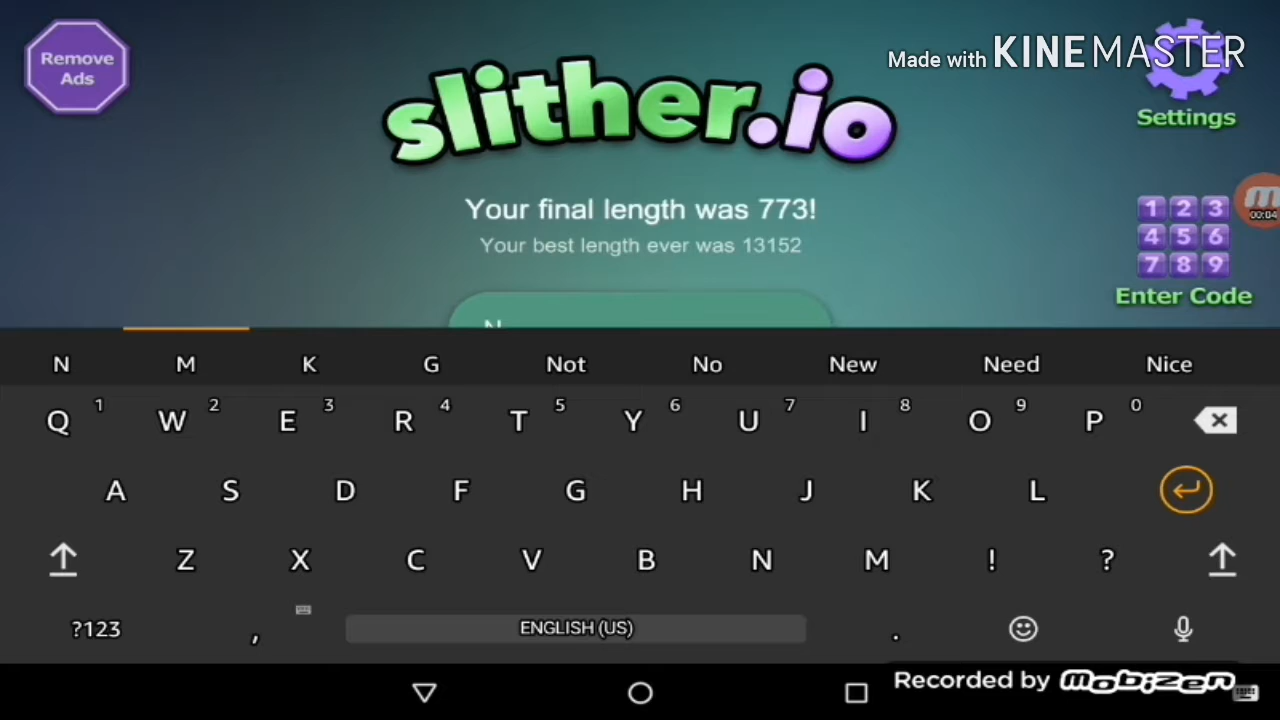 Remove
Ads
slither.io
Made with KINEMASTER
Settings
Your final length was 773!
Your best length ever was 13152
00:04
1 2 3
4 5 6
7 8 9
Enter Code
N
N M K G Not No New Need Nice
Q 1 W 2 E 3 R 4 T 5 Y 6 U 7 I 8 O 9 P 0
A S D F G H J K L
Z X C V B N M ! ?
?123 , ENGLISH (US) .
Recorded by mobizen